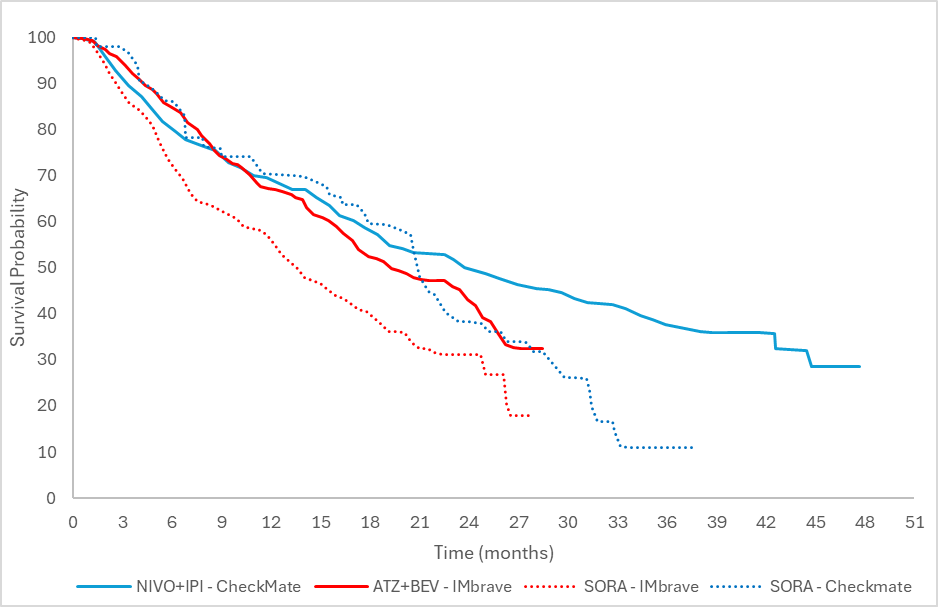 100
90
80
70
60
50
40
30
20
10
0
Survival Probability
0 3 6 9 12 15 18 21 24 27 30 33 36 39 42 45 48 51
Time (months)
NIVO+IPI - CheckMate ATZ+BEV - IMbrave SORA - IMbrave SORA - Checkmate